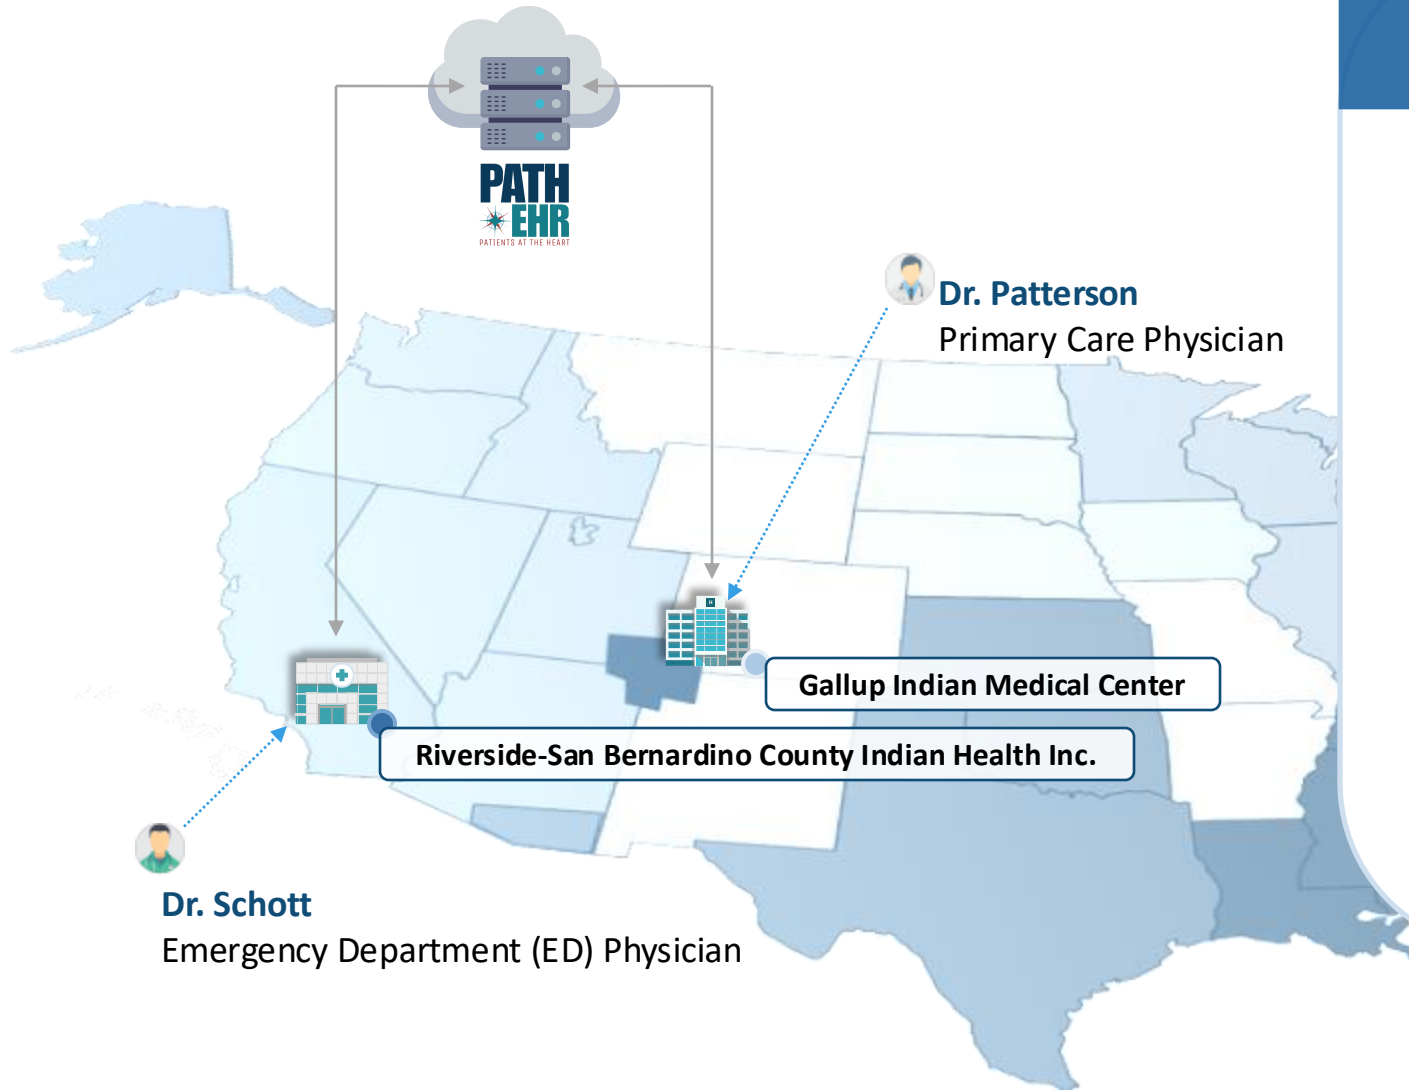 PATH
EHR
PATIENTS AT THE HEART
Dr. Patterson
Primary Care Physician
H
Gallup Indian Medical Center
Riverside-San Bernardino County Indian Health Inc.
Dr. Schott
Emergency Department (ED) Physician